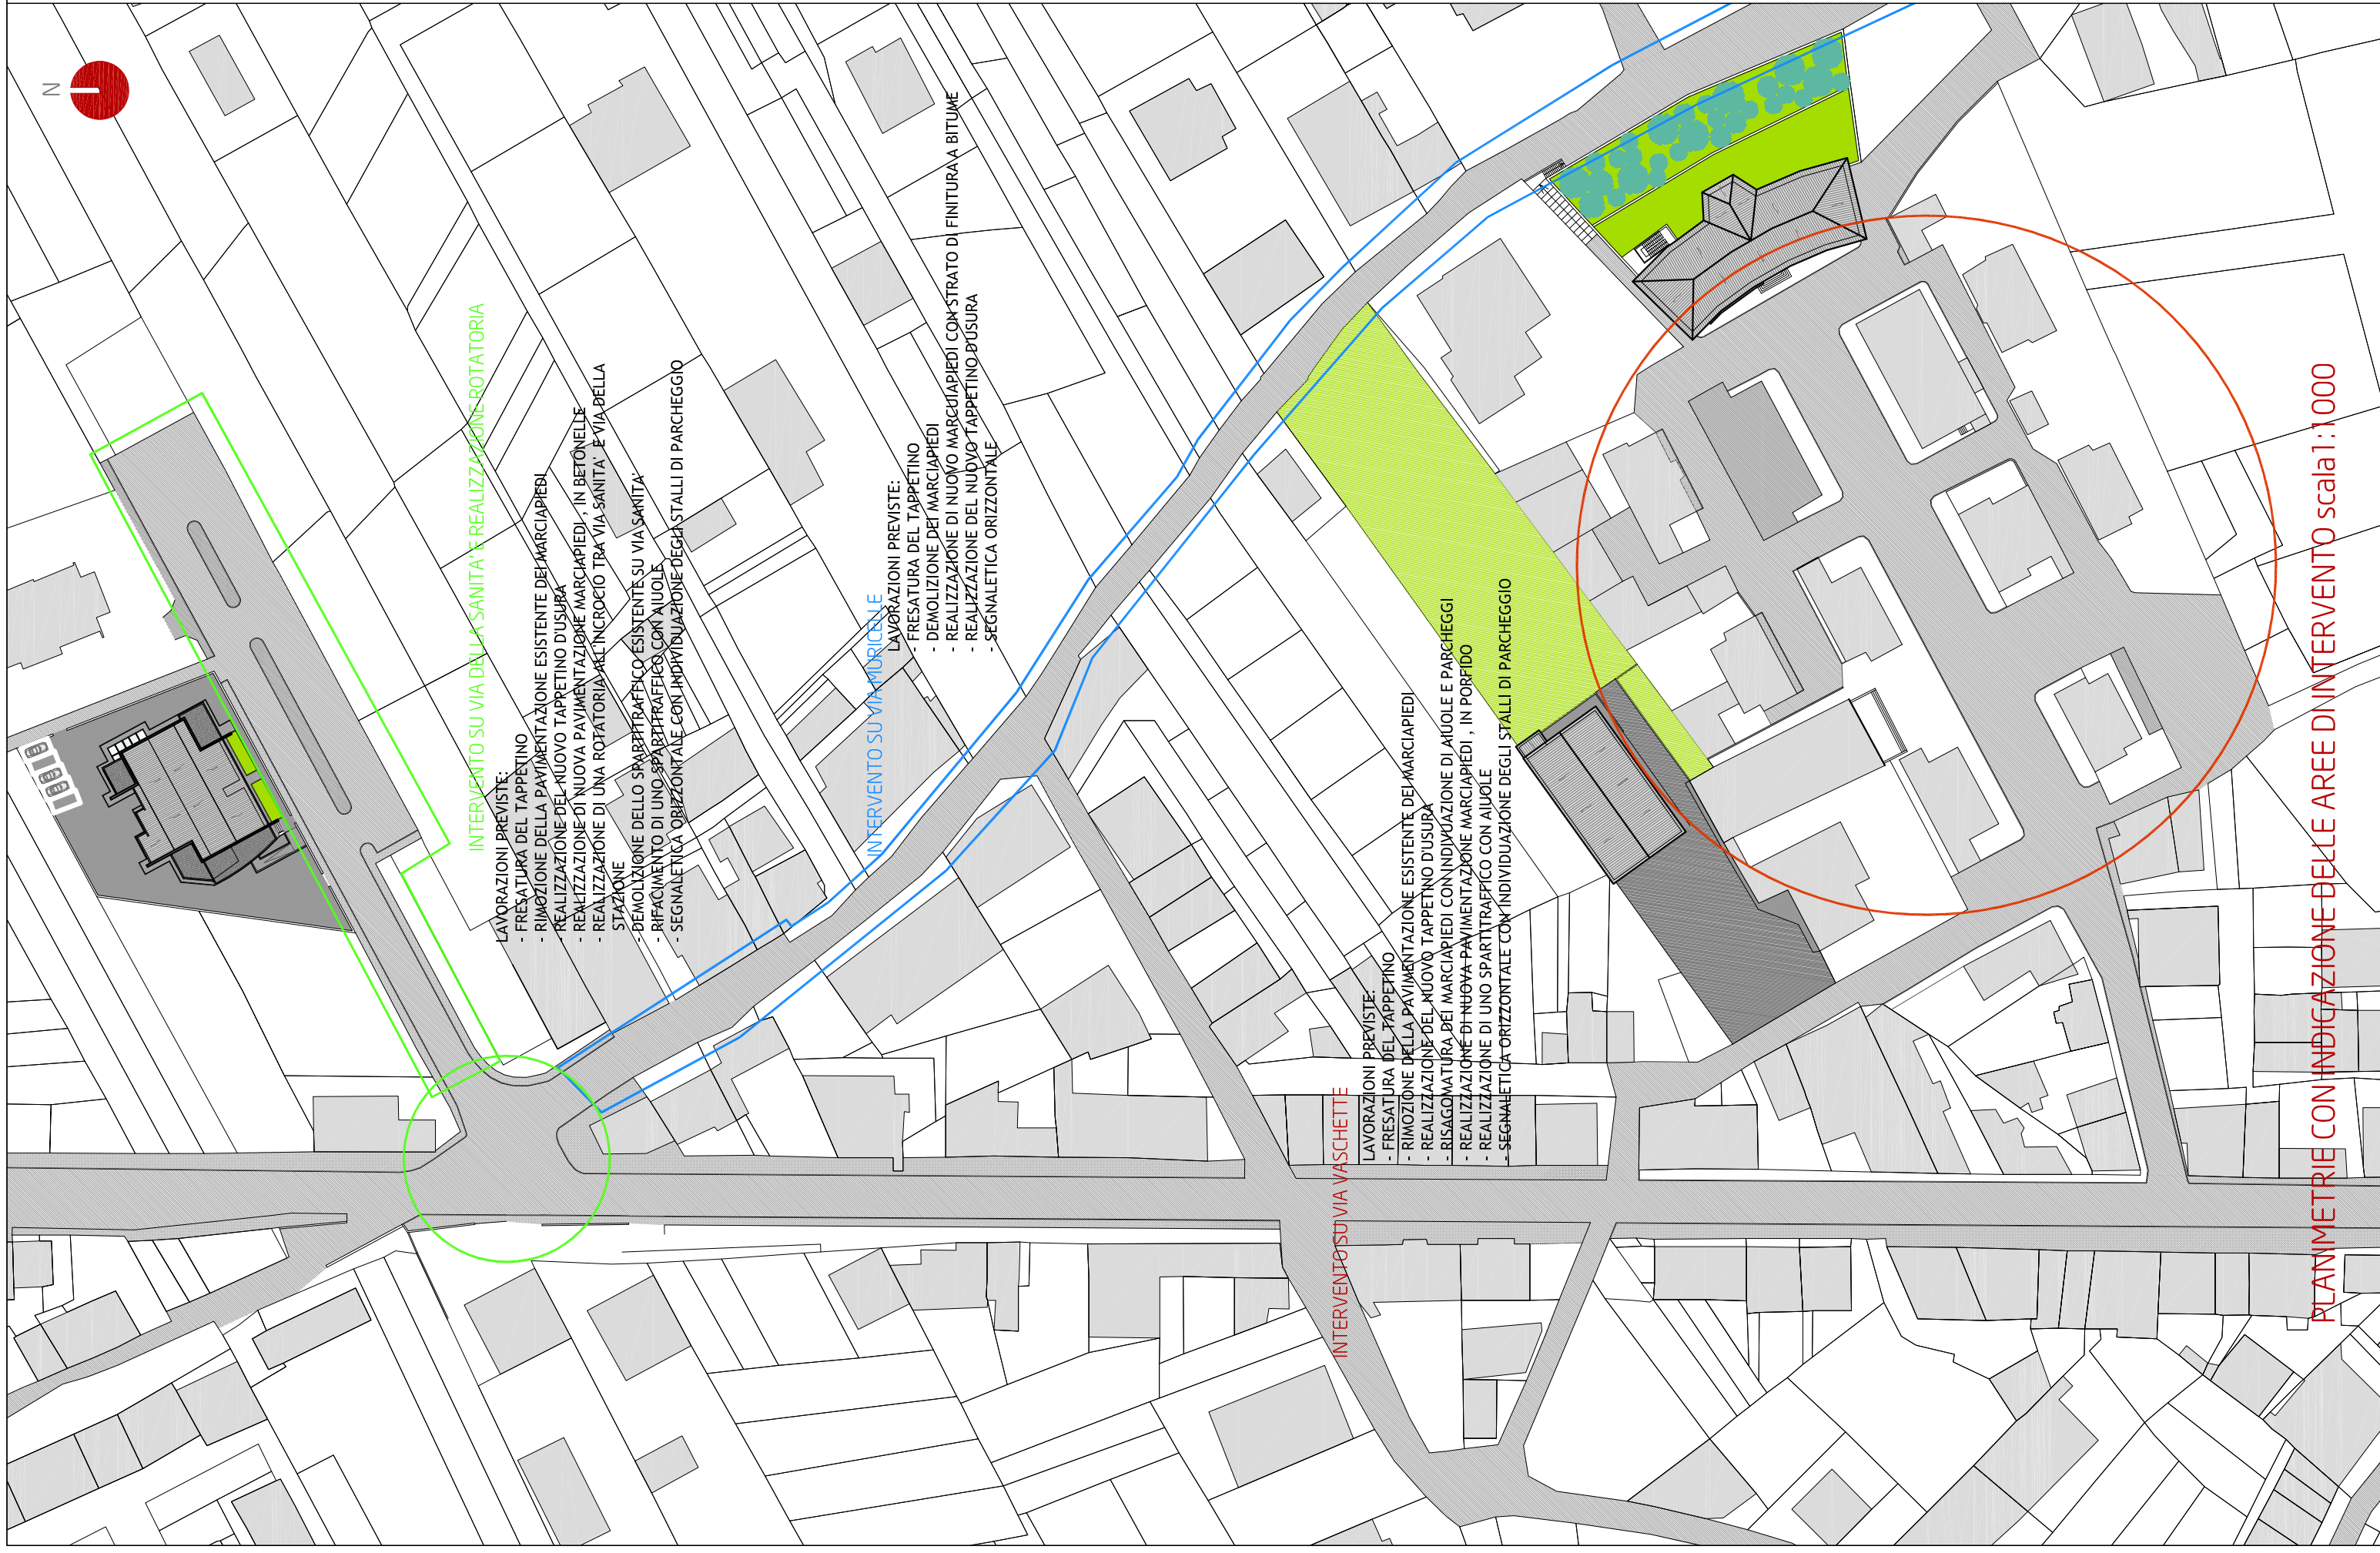 N
INTERVENTO SU VIA DELLA SANITA' E REALIZZAZIONE ROTATORIA
LAVORAZIONI PREVISTE:
- FRESATURA DEL TAPPETINO
- RIMOZIONE DELLA PAVIMENTAZIONE ESISTENTE DEI MARCIAPIEDI
- REALIZZAZIONE DEL NUOVO TAPPETINO D'USURA
- REALIZZAZIONE DI NUOVA PAVIMENTAZIONE MARCIAPIEDI , IN BETONELLE
- REALIZZAZIONE DI UNA ROTATORIA ALL'INCROCIO TRA VIA SANITA' E VIA DELLA
STAZIONE
- DEMOLIZIONE DELLO SPARTITRAFFICO ESISTENTE SU VIA SANITA'
- RIFACIMENTO DI UNO SPARTITRAFFICO CON AIUOLE
- SEGNALETICA ORIZZONTALE CON INDIVIDUAZIONE DEGLI STALLI DI PARCHEGGIO
INTERVENTO SU VIA MURICELLE
LAVORAZIONI PREVISTE:
- FRESATURA DEL TAPPETINO
- DEMOLIZIONE DEI MARCIAPIEDI
- REALIZZAZIONE DI NUOVO MARCUIAPIEDI CON STRATO DI FINITURA A BITUME
- REALIZZAZIONE DEL NUOVO TAPPETINO D'USURA
- SEGNALETICA ORIZZONTALE
INTERVENTO SU VIA VASCHETTE
LAVORAZIONI PREVISTE:
- FRESATURA DEL TAPPETINO
- RIMOZIONE DELLA PAVIMENTAZIONE ESISTENTE DEI MARCIAPIEDI
- REALIZZAZIONE DEL NUOVO TAPPETINO D'USURA
- RISAGOMATURA DEI MARCIAPIEDI CON INDIVUAZIONE DI AIUOLE E PARCHEGGI
- REALIZZAZIONE DI NUOVA PAVIMENTAZIONE MARCIAPIEDI , IN PORFIDO
- REALIZZAZIONE DI UNO SPARTITRAFFICO CON AIUOLE
- SEGNALETICA ORIZZONTALE CON INDIVIDUAZIONE DEGLI STALLI DI PARCHEGGIO
PLANIMETRIE CON INDICAZIONE DELLE AREE D'INTERVENTO scala1:1000